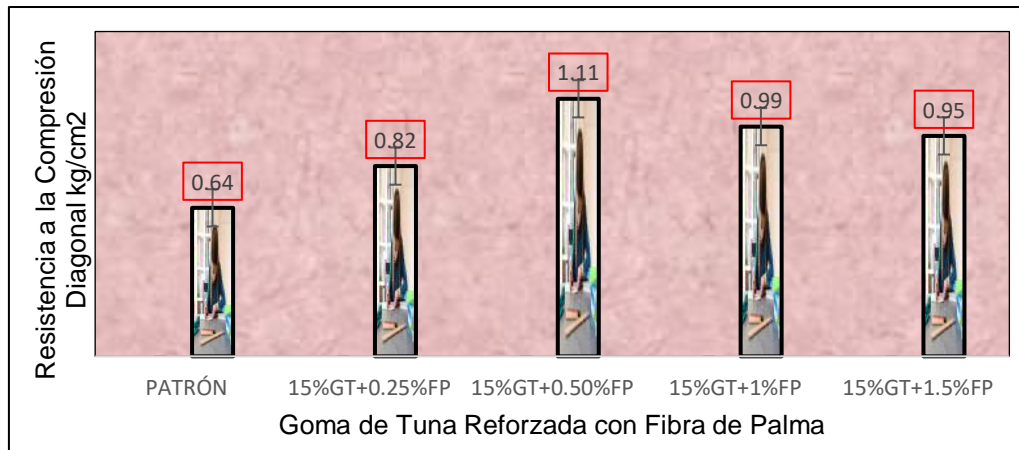 Resistencia a la Compresión
Diagonal kg/cm2
0.64
0.82
1.11
0.99
0.95
PATRÓN
15%GT+0.25%FP
15%GT+0.50%FP
15%GT+1%FP
15%GT+1.5%FP
Goma de Tuna Reforzada con Fibra de Palma